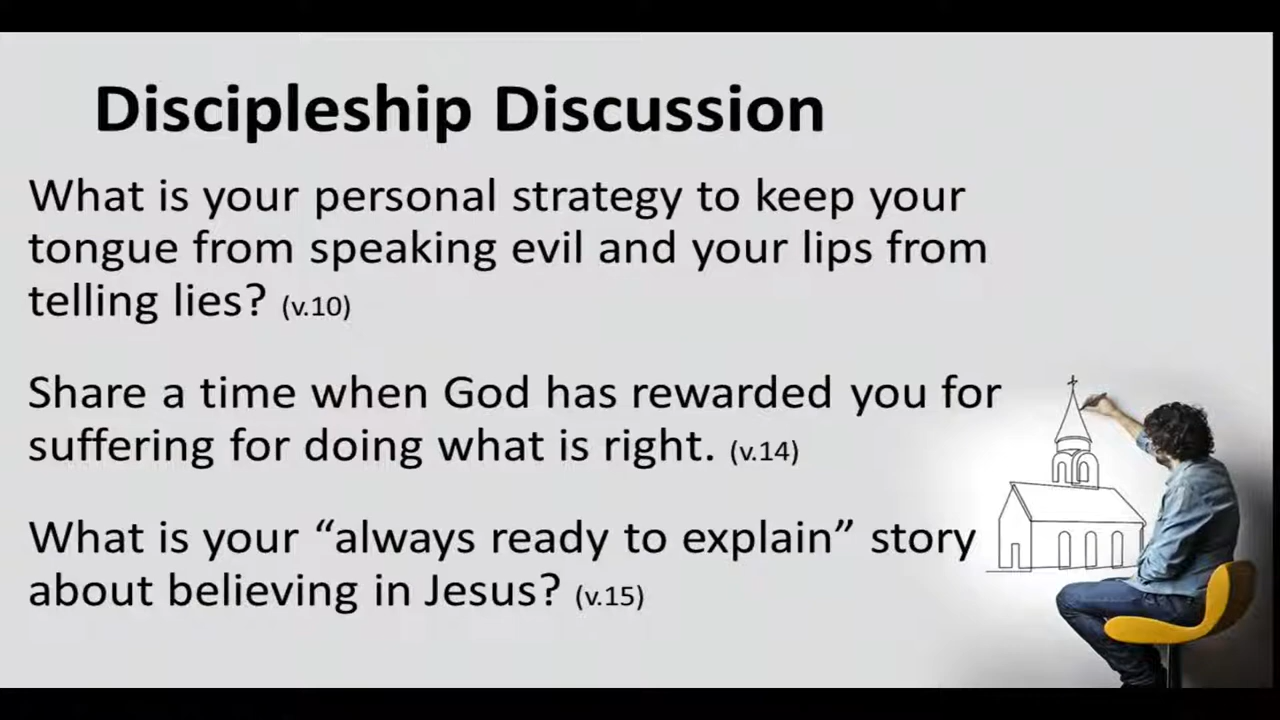 Discipleship Discussion
What is your personal strategy to keep your
tongue from speaking evil and your lips from
telling lies? (v.10)
Share a time when God has rewarded you for
suffering for doing what is right. (v.14)
What is your “always ready to explain” story
about believing in Jesus? (v.15)